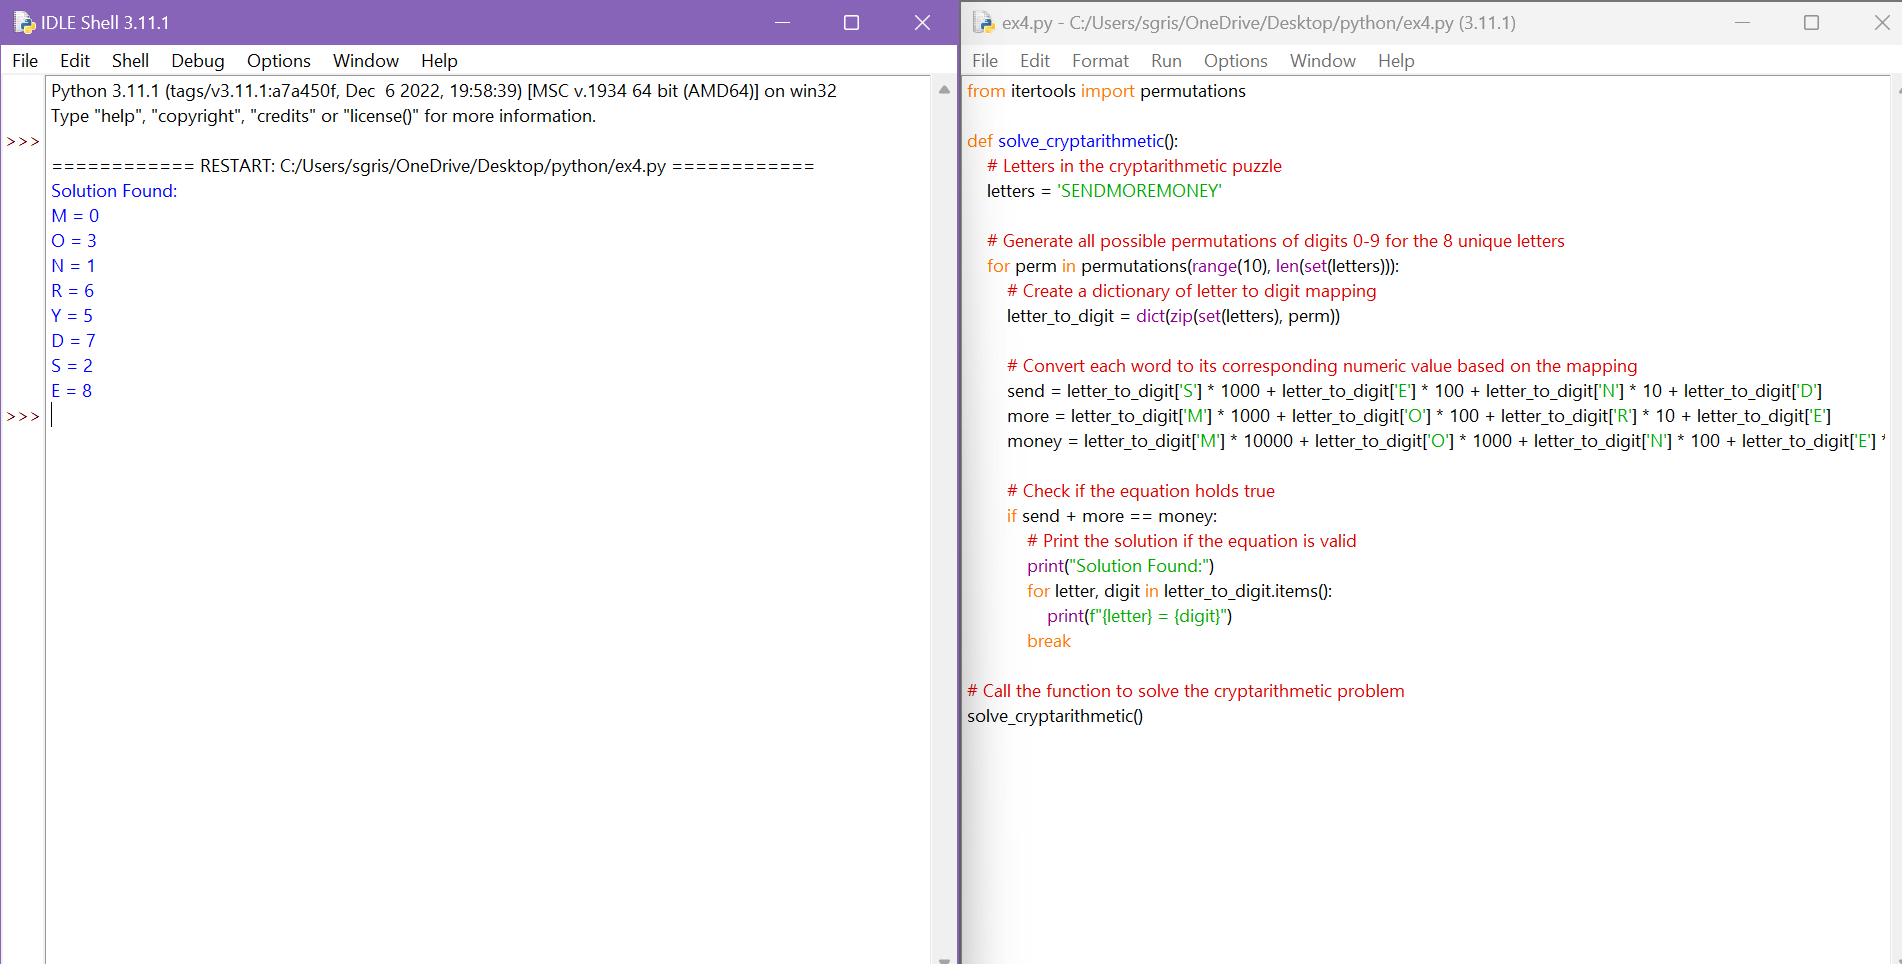 IDLE Shell 3.11.1
File Edit Shell Debug Options Window Help
Python 3.11.1 (tags/v3.11.1:a7a450f, Dec  6 2022, 19:58:39) [MSC v.1934 64 bit (AMD64)] on win32
Type "help", "copyright", "credits" or "license()" for more information.
>>>
============ RESTART: C:/Users/sgris/OneDrive/Desktop/python/ex4.py ============
Solution Found:
M = 0
O = 3
N = 1
R = 6
Y = 5
D = 7
S = 2
E = 8
>>>
ex4.py - C:/Users/sgris/OneDrive/Desktop/python/ex4.py (3.11.1)
File Edit Format Run Options Window Help
from itertools import permutations
def solve_cryptarithmetic():
    # Letters in the cryptarithmetic puzzle
    letters = 'SENDMOREMONEY'
    # Generate all possible permutations of digits 0-9 for the 8 unique letters
    for perm in permutations(range(10), len(set(letters))):
        # Create a dictionary of letter to digit mapping
        letter_to_digit = dict(zip(set(letters), perm))
        # Convert each word to its corresponding numeric value based on the mapping
        send = letter_to_digit['S'] * 1000 + letter_to_digit['E'] * 100 + letter_to_digit['N'] * 10 + letter_to_digit['D']
        more = letter_to_digit['M'] * 1000 + letter_to_digit['O'] * 100 + letter_to_digit['R'] * 10 + letter_to_digit['E']
        money = letter_to_digit['M'] * 10000 + letter_to_digit['O'] * 1000 + letter_to_digit['N'] * 100 + letter_to_digit['E'] *
        # Check if the equation holds true
        if send + more == money:
            # Print the solution if the equation is valid
            print("Solution Found:")
            for letter, digit in letter_to_digit.items():
                print(f"{letter} = {digit}")
            break
# Call the function to solve the cryptarithmetic problem
solve_cryptarithmetic()